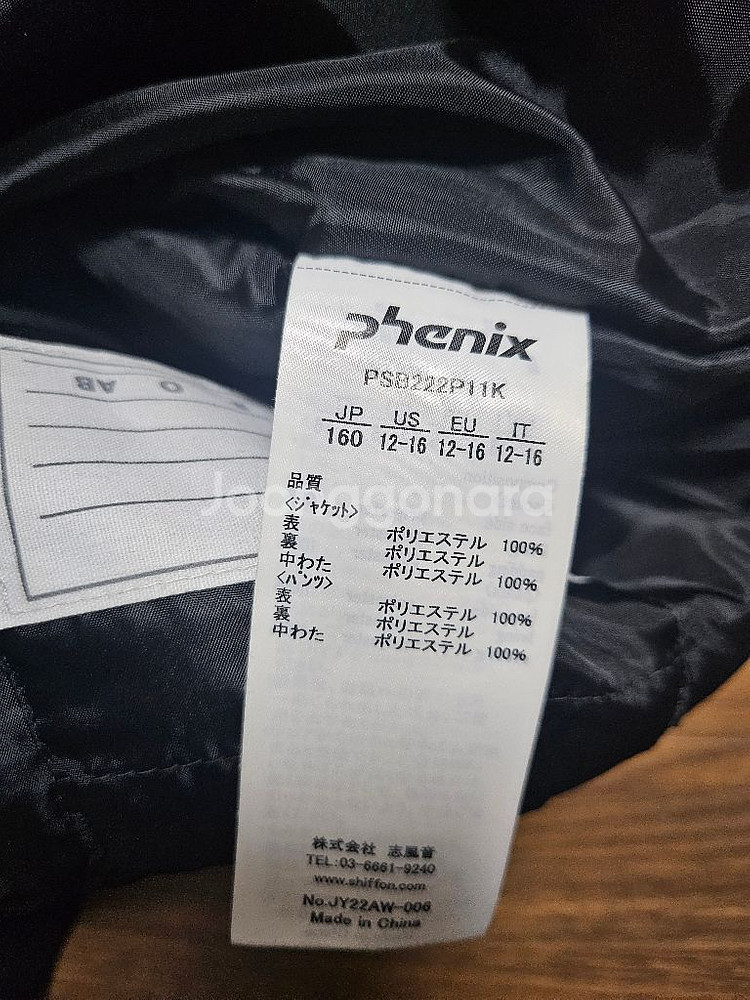 phenix
PSB222P11K
JP US EU IT
160 12-16 12-16 12-16
品質
<ジャケット>
表 ポリエステル 100%
裏 ポリエステル
中わた ポリエステル 100%
<パンツ>
表 ポリエステル 100%
裏 ポリエステル
中わた ポリエステル 100%
株式会社 志風音
TEL:03-6661-9240
www.shiffon.com
No.JY22AW-006
Made in China
O AB
Joonggonara